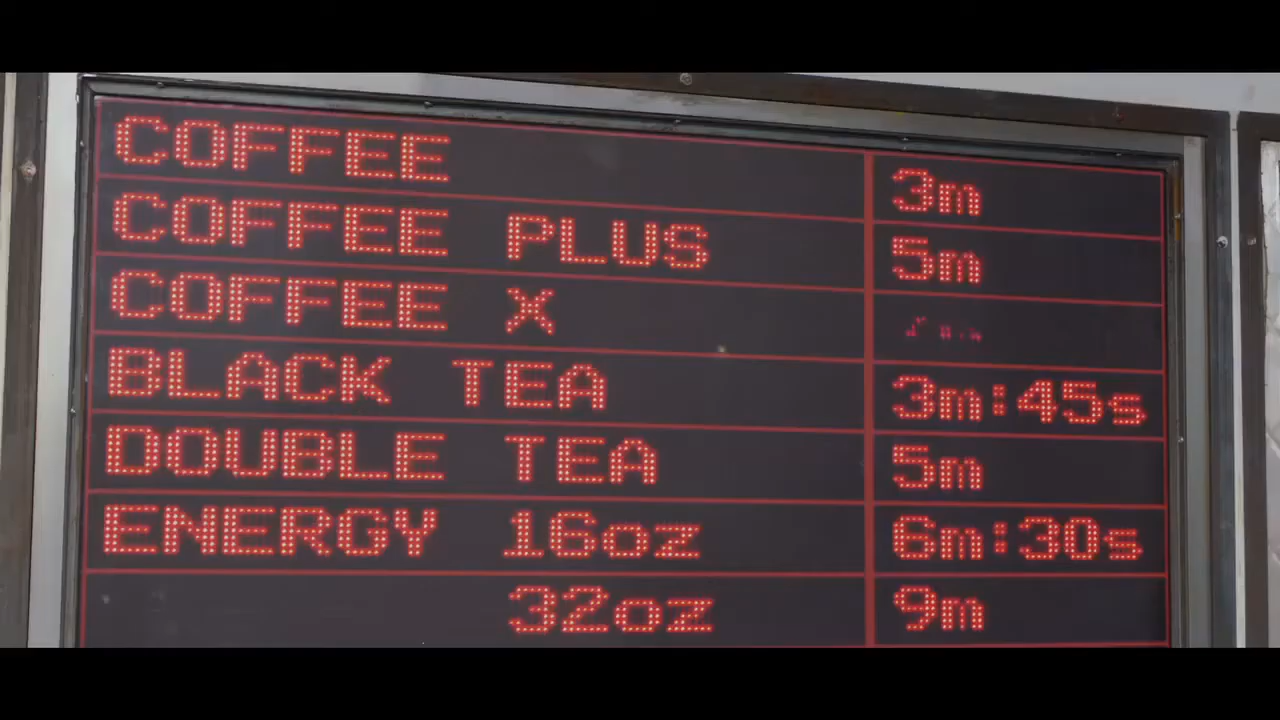 COFFEE 3m
COFFEE PLUS 5m
COFFEE X
BLACK TEA 3m:45s
DOUBLE TEA 5m
ENERGY 16oz 6m:30s
32oz 9m